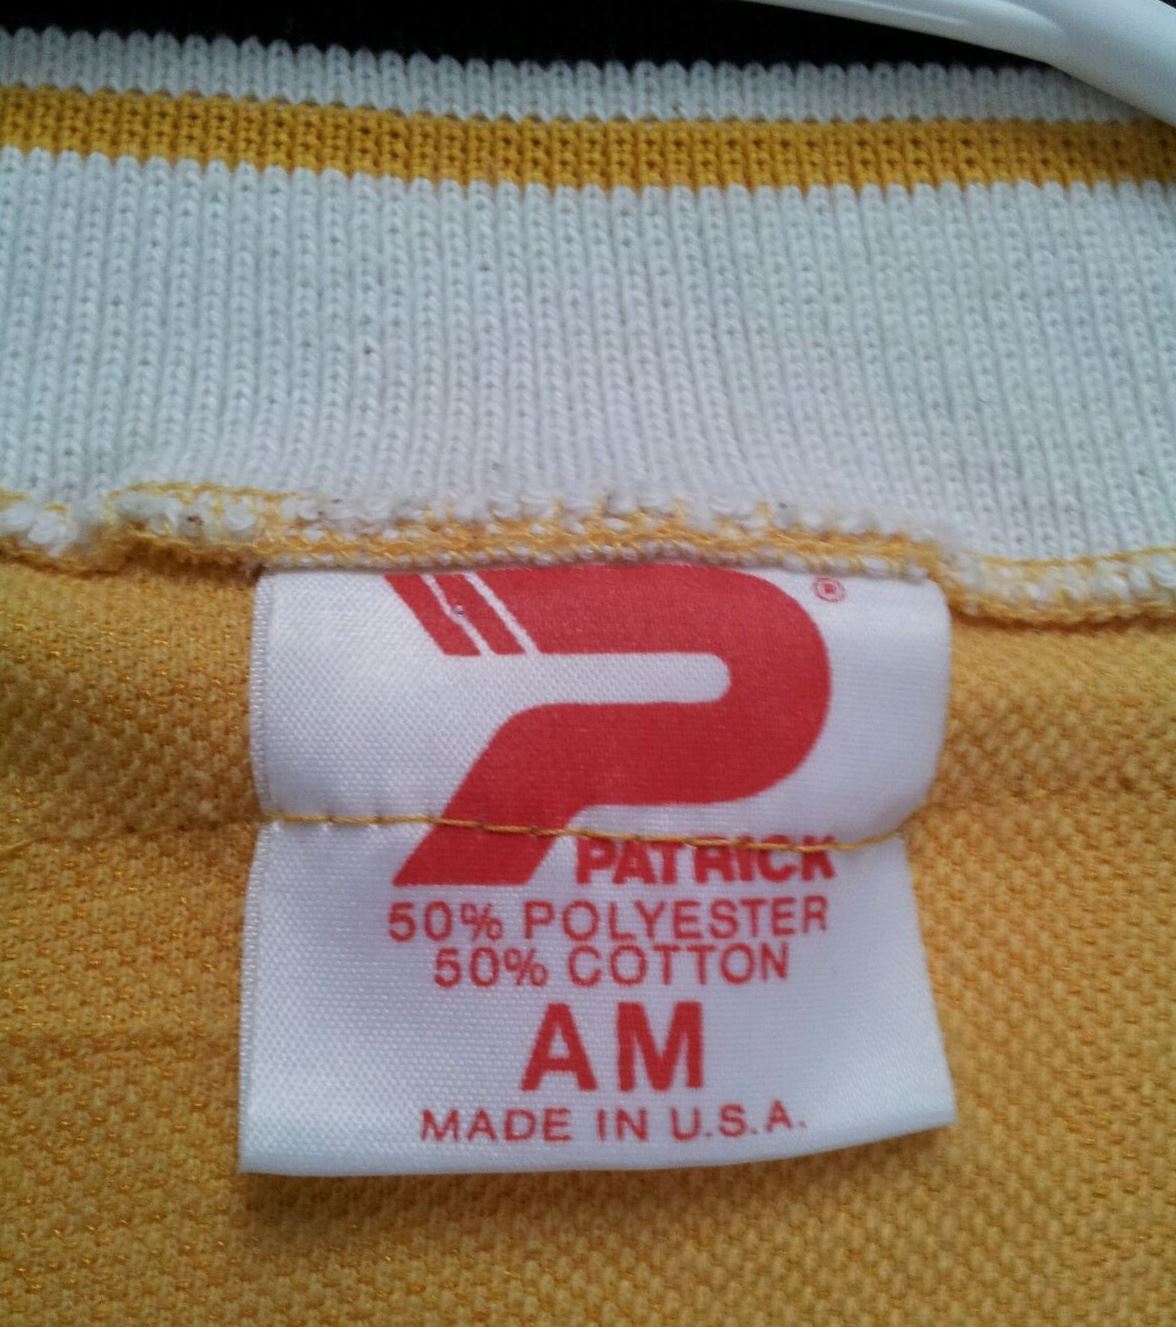 ®
PATRICK
50% POLYESTER
50% COTTON
AM
MADE IN U.S.A.